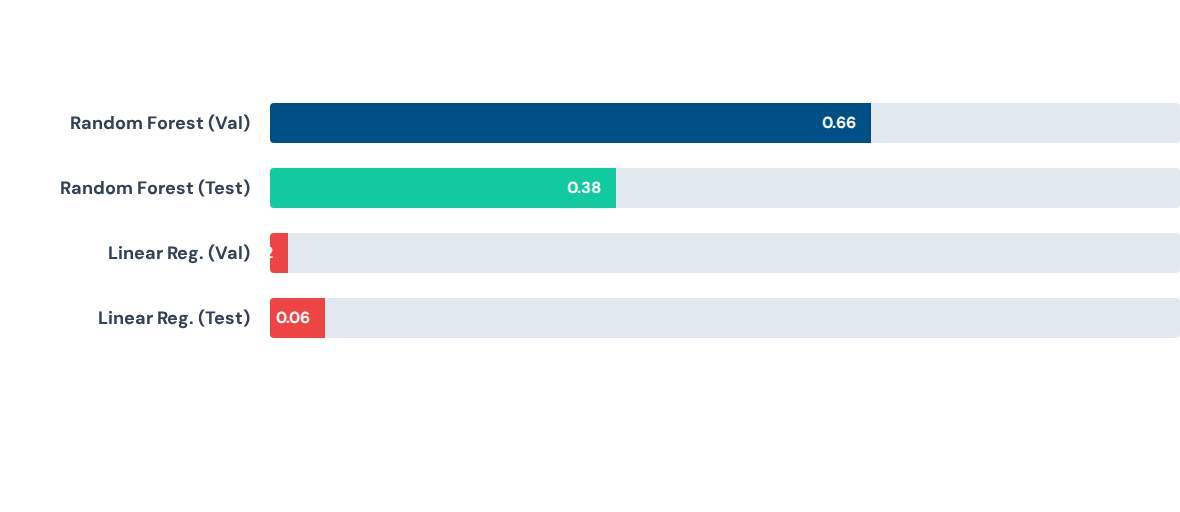 Random Forest (Val) 0.66
Random Forest (Test) 0.38
Linear Reg. (Val)
Linear Reg. (Test) 0.06